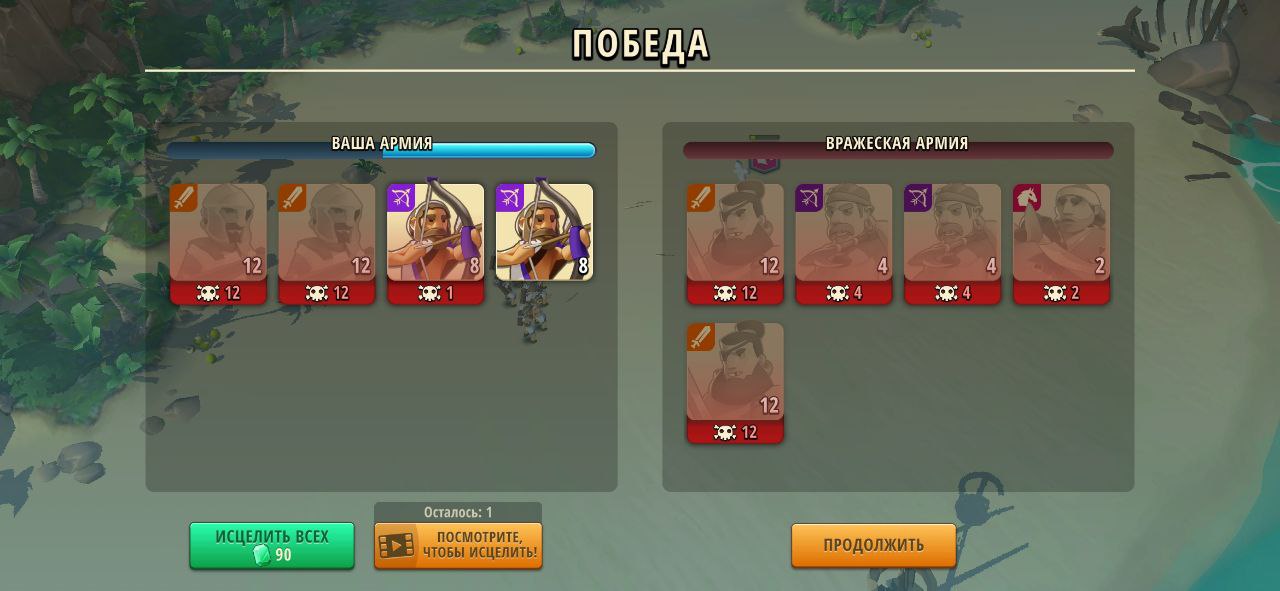 ПОБЕДА
ВАША АРМИЯ
12
12
8
8
12
12
1
ВРАЖЕСКАЯ АРМИЯ
12
4
4
2
12
4
4
2
12
12
Осталось: 1
ИСЦЕЛИТЬ ВСЕХ
90
ПОСМОТРИТЕ,
ЧТОБЫ ИСЦЕЛИТЬ!
ПРОДОЛЖИТЬ